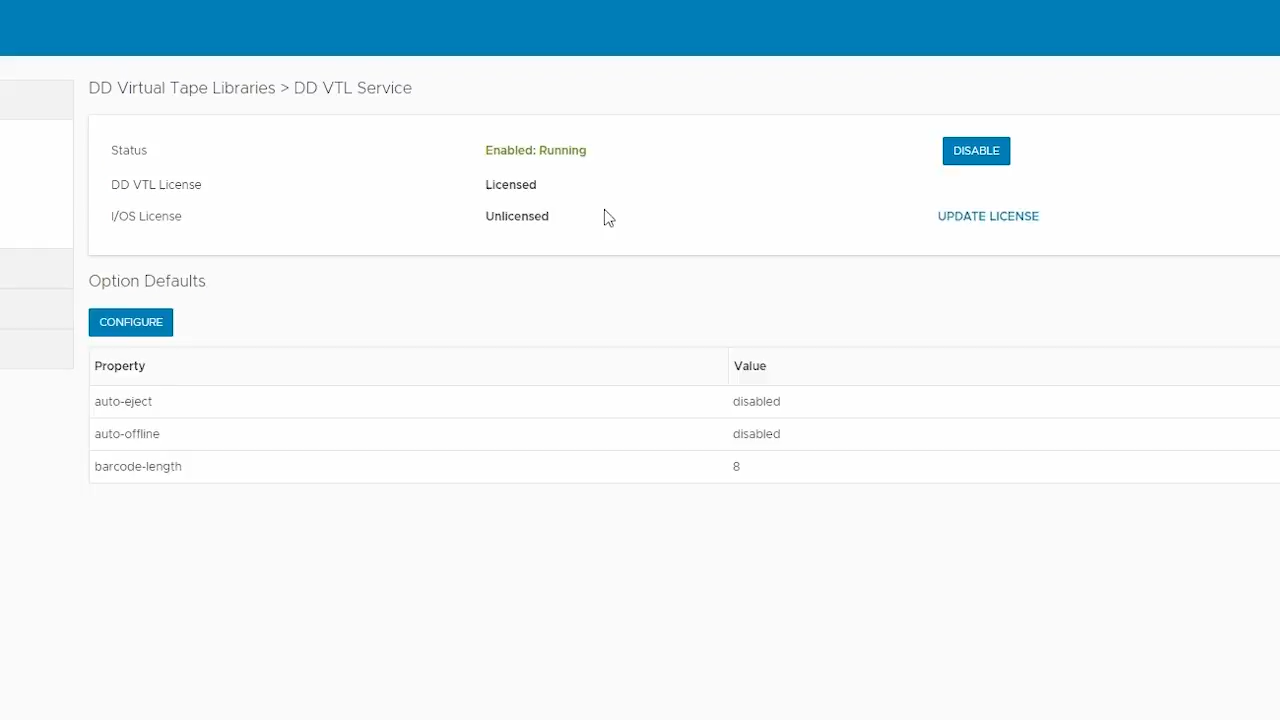 DD Virtual Tape Libraries > DD VTL Service
Status Enabled: Running DISABLE
DD VTL License Licensed
I/OS License Unlicensed UPDATE LICENSE
Option Defaults
CONFIGURE
Property Value
auto-eject disabled
auto-offline disabled
barcode-length 8